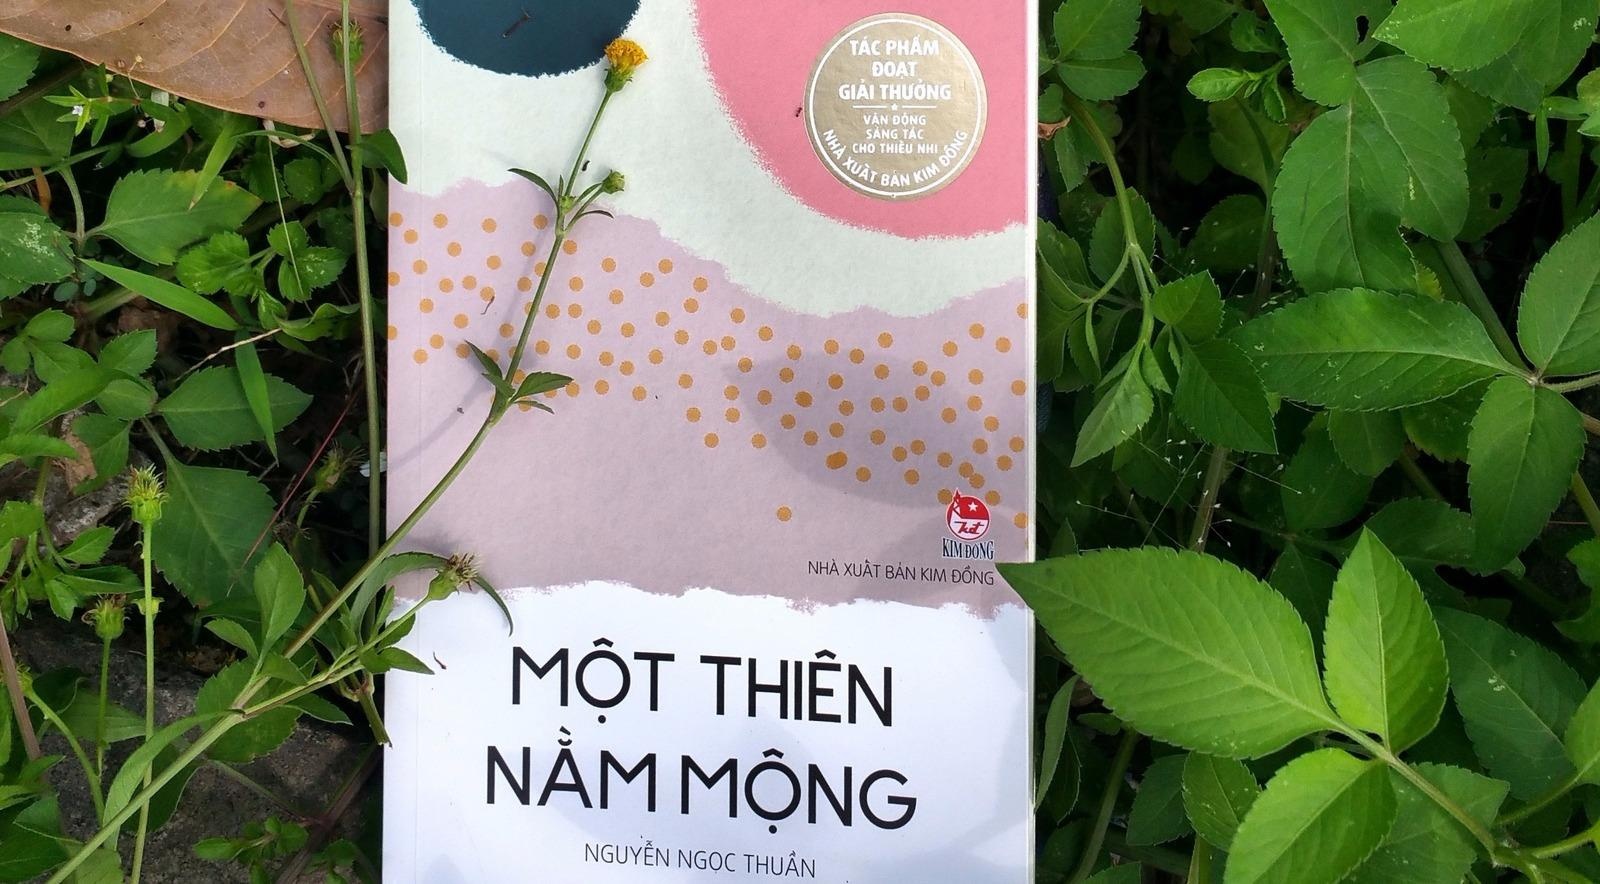 TÁC PHẨM
ĐOẠT
GIẢI THƯỞNG
VẬN ĐỘNG
SÁNG TÁC
CHO THIẾU NHI
NHÀ XUẤT BẢN KIM ĐỒNG
KIM ĐỒNG
NHÀ XUẤT BẢN KIM ĐỒNG
MỘT THIÊN
NẰM MỘNG
NGUYỄN NGỌC THUẦN